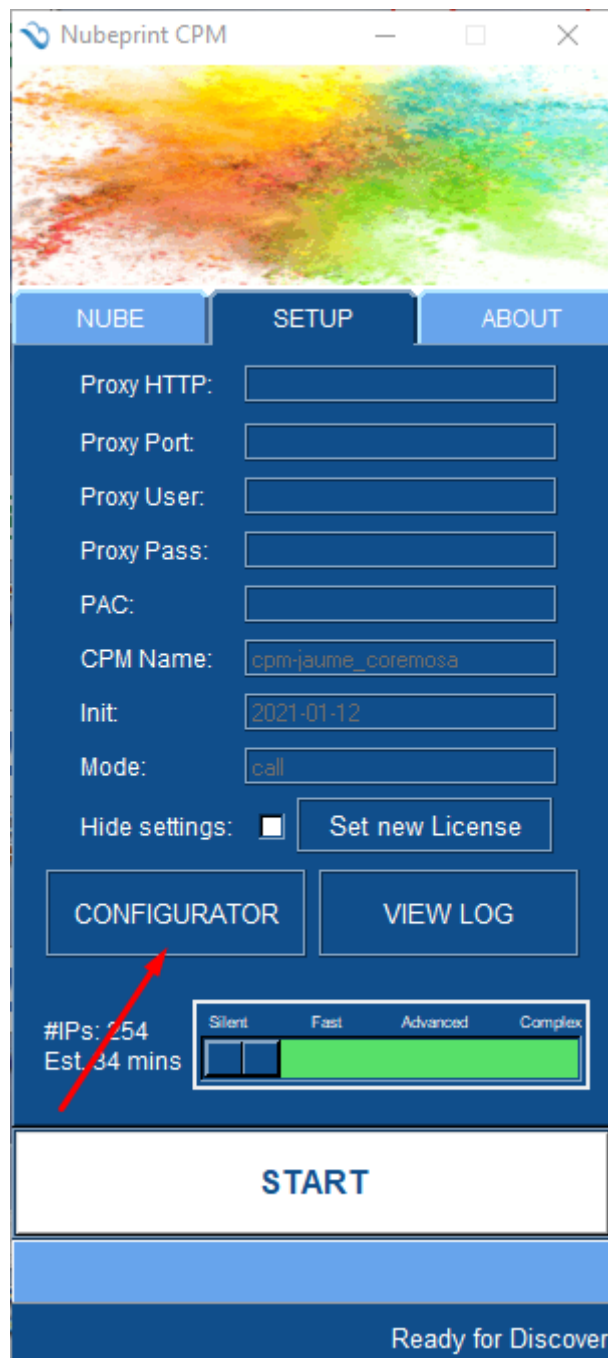 Nubeprint CPM
NUBE SETUP ABOUT
Proxy HTTP:
Proxy Port:
Proxy User:
Proxy Pass:
PAC:
CPM Name: cpm-jaume_coremosa
Init: 2021-01-12
Mode: call
Hide settings: Set new License
CONFIGURATOR VIEW LOG
Silent Fast Advanced Complex
#IPs: 254
Est. 34 mins
START
Ready for Discover